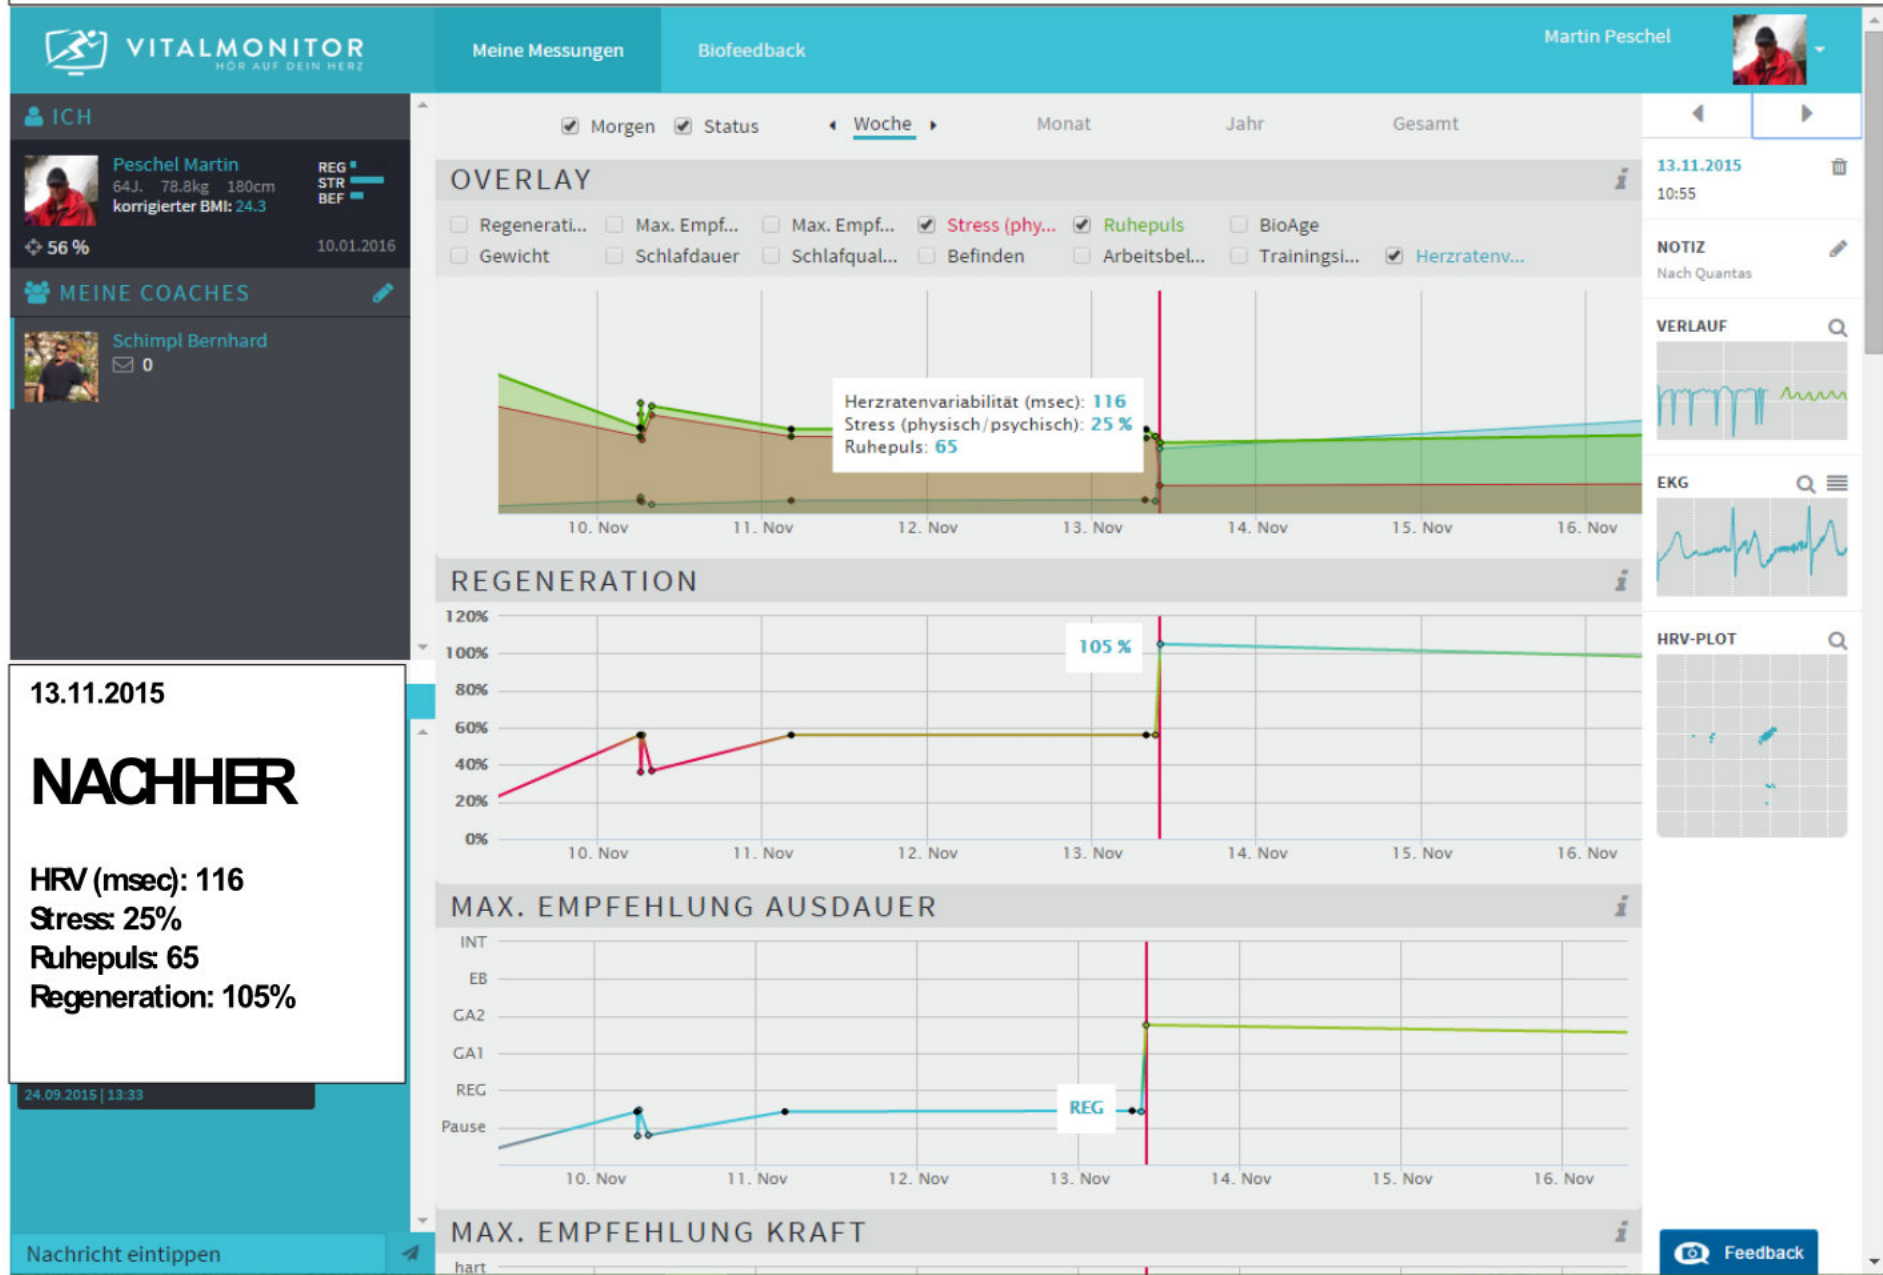 VITALMONITOR
HÖR AUF DEIN HERZ
Meine Messungen
Biofeedback
Martin Peschel
ICH
Peschel Martin
64J. 78.8kg 180cm
korrigierter BMI: 24.3
REG
STR
BEF
56 %
10.01.2016
MEINE COACHES
Schimpl Bernhard
0
13.11.2015
NACHHER
HRV (msec): 116
Stress: 25%
Ruhepuls: 65
Regeneration: 105%
24.09.2015 | 13:33
Nachricht eintippen
Morgen Status Woche Monat Jahr Gesamt
OVERLAY
Regenerati... Max. Empf... Max. Empf... Stress (phy... Ruhepuls BioAge
Gewicht Schlafdauer Schlafqual... Befinden Arbeitsbel... Trainingsi... Herzratenv...
Herzratenvariabilität (msec): 116
Stress (physisch/psychisch): 25 %
Ruhepuls: 65
10. Nov 11. Nov 12. Nov 13. Nov 14. Nov 15. Nov 16. Nov
REGENERATION
120%
100%
80%
60%
40%
20%
0%
105 %
10. Nov 11. Nov 12. Nov 13. Nov 14. Nov 15. Nov 16. Nov
MAX. EMPFEHLUNG AUSDAUER
INT
EB
GA2
GA1
REG
Pause
REG
10. Nov 11. Nov 12. Nov 13. Nov 14. Nov 15. Nov 16. Nov
MAX. EMPFEHLUNG KRAFT
hart
13.11.2015
10:55
NOTIZ
Nach Quantas
VERLAUF
EKG
HRV-PLOT
Feedback